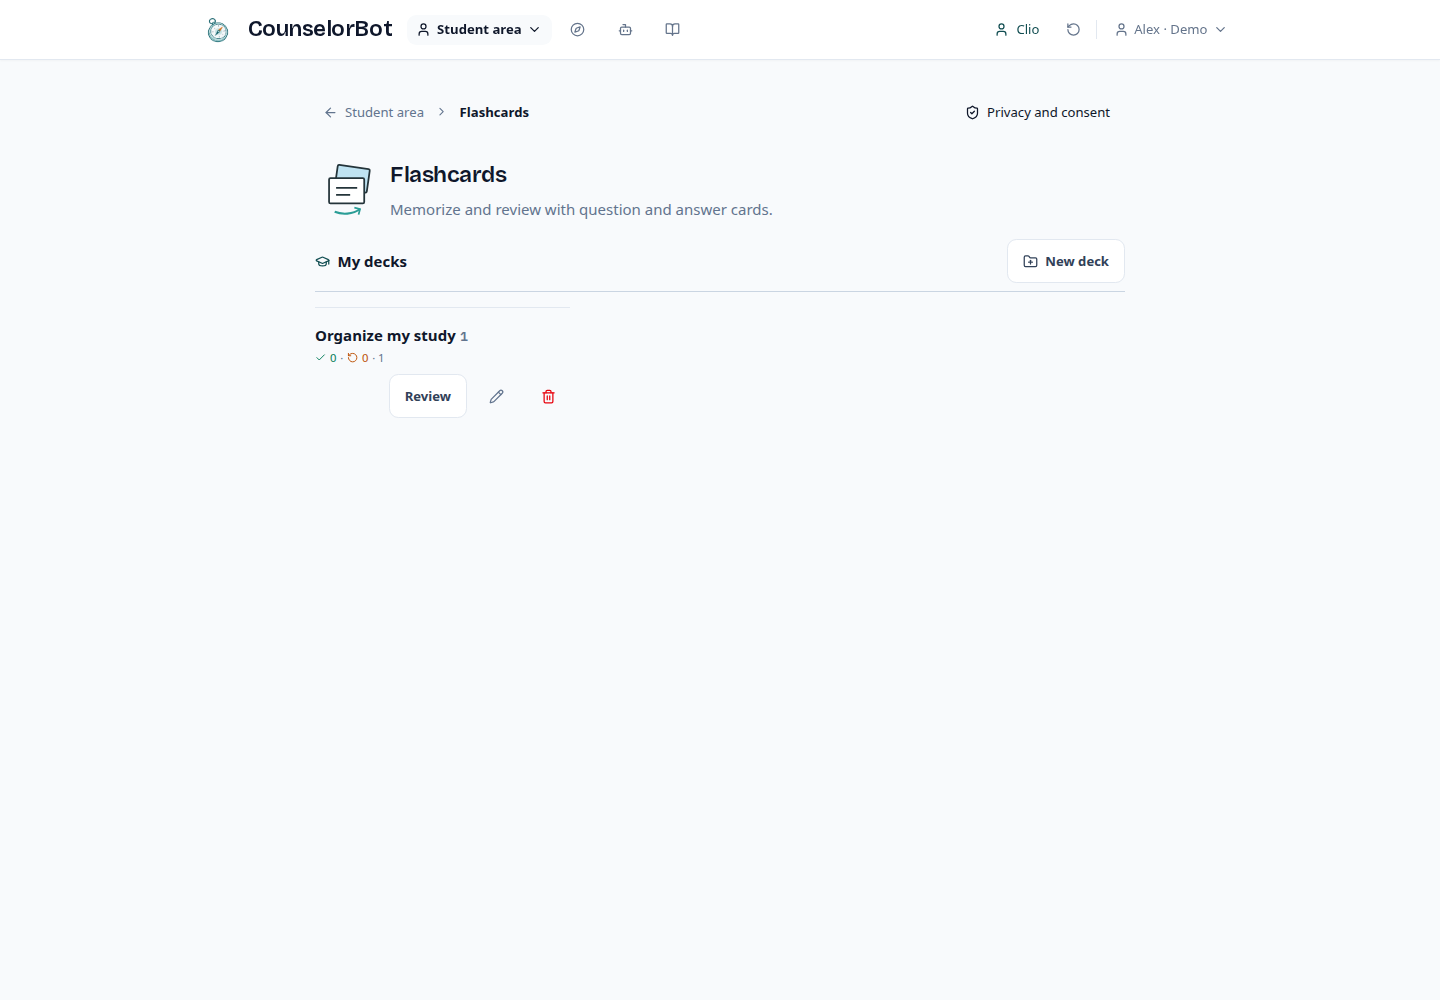 CounselorBot
Student area
Clio
Alex · Demo
Student area
Flashcards
Privacy and consent
Flashcards
Memorize and review with question and answer cards.
My decks
New deck
Organize my study 1
0 · 0 · 1
Review